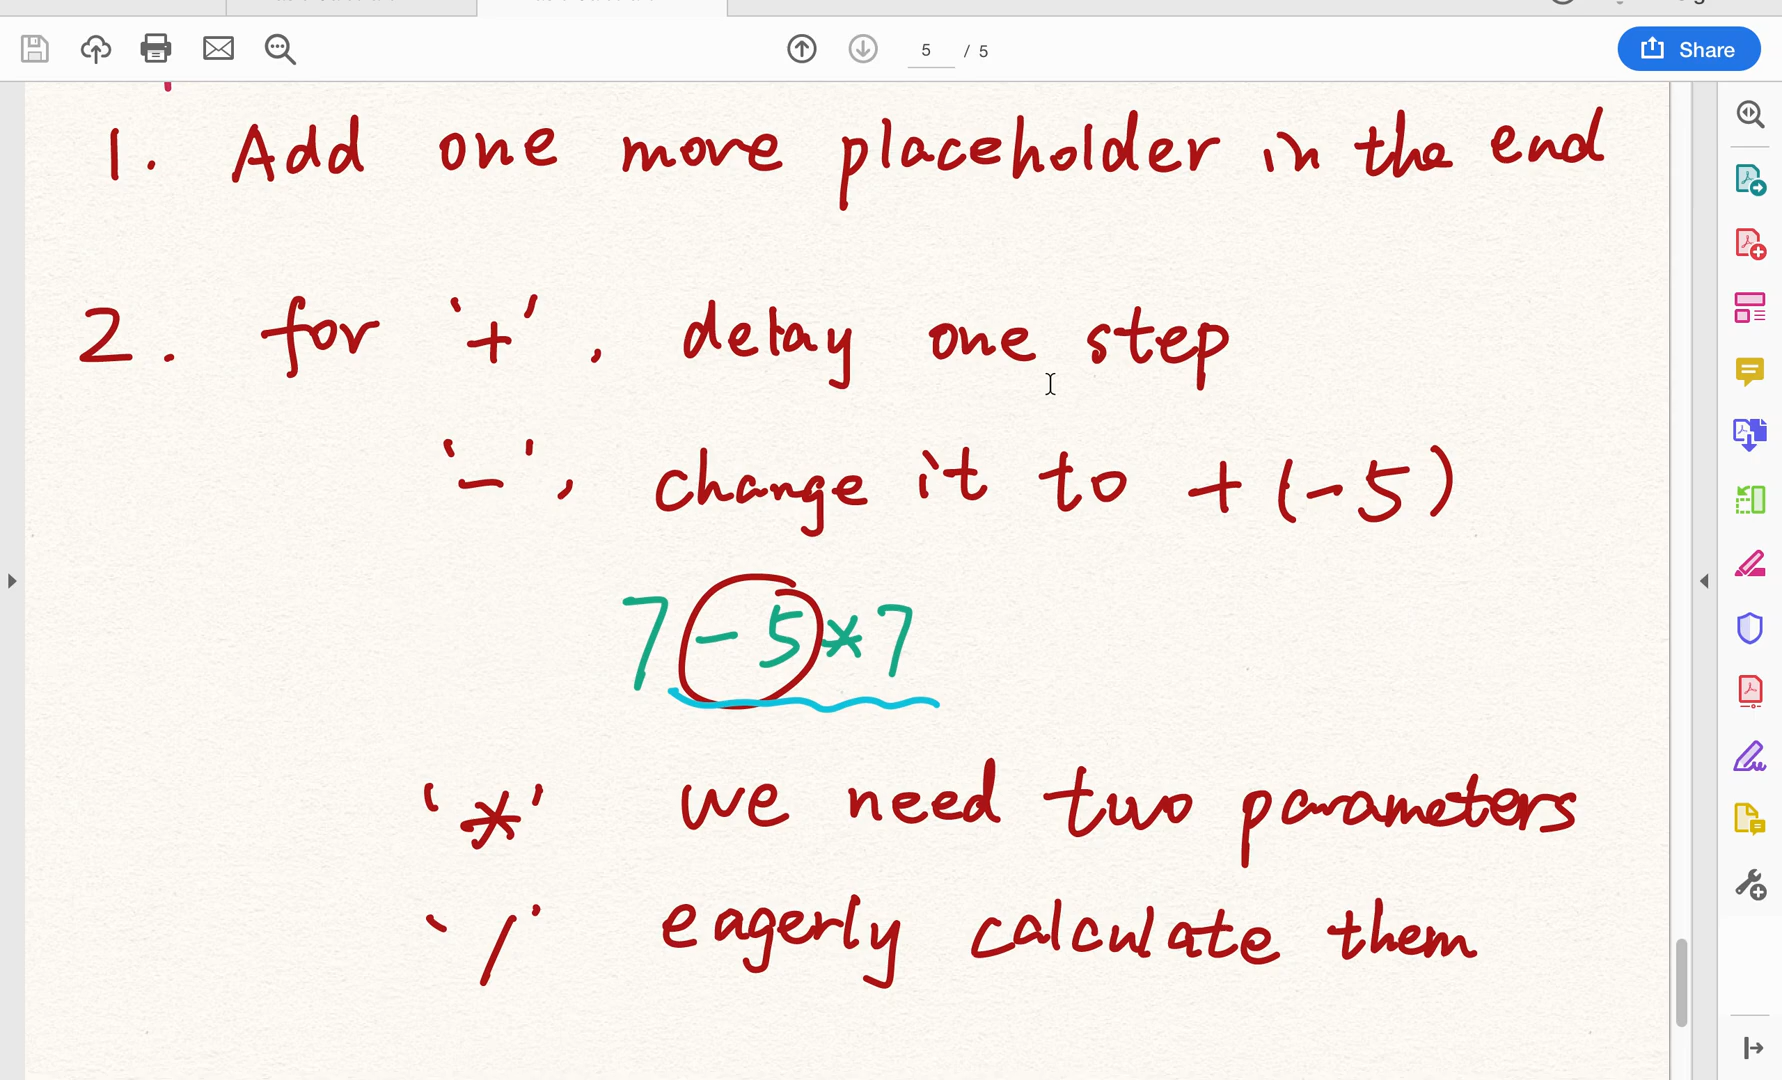 5 / 5
Share
1. Add one more placeholder in the end
2. for '+', delay one step
'-', change it to + (-5)
7 - 5 * 7
'*' we need two parameters
'/' eagerly calculate them